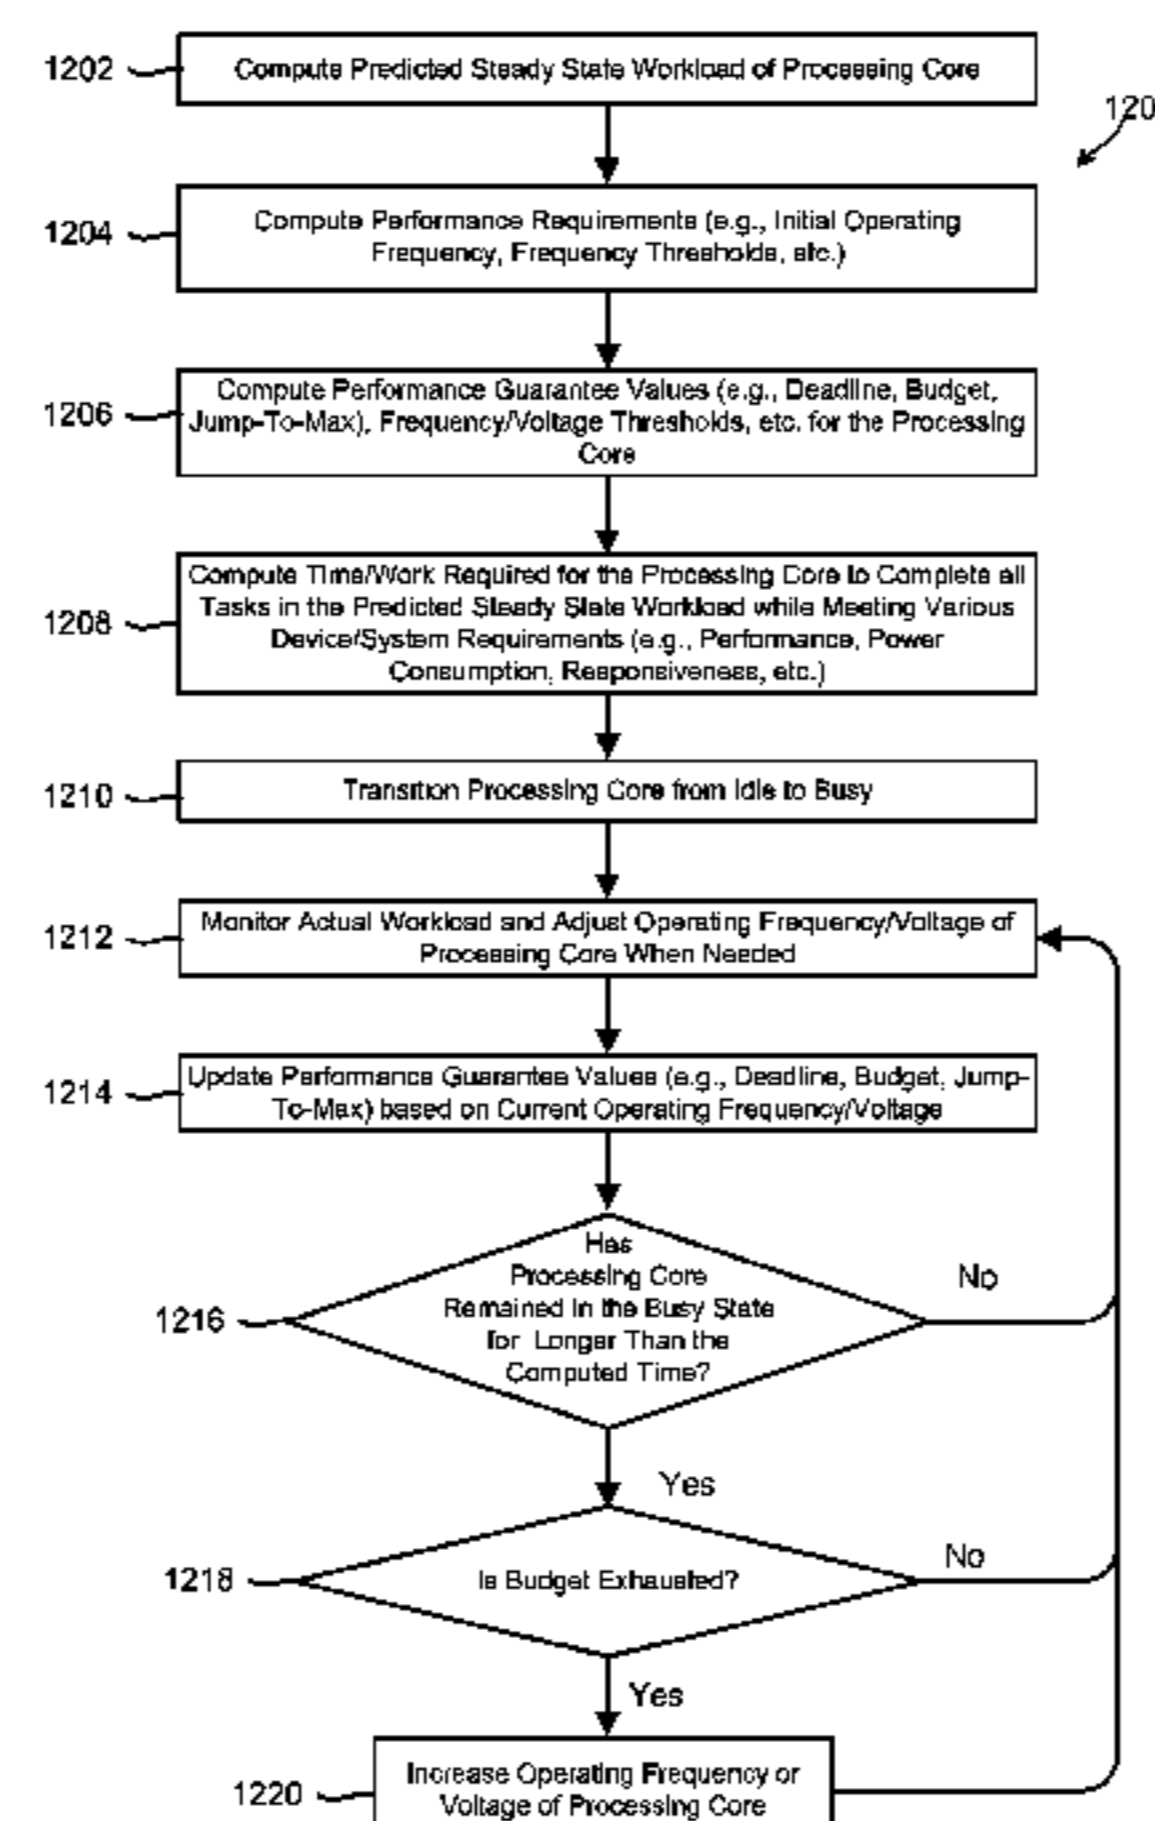 1202
Compute Predicted Steady State Workload of Processing Core
120
1204
Compute Performance Requirements (e.g., Initial Operating
Frequency, Frequency Thresholds, etc.)
1206
Compute Performance Guarantee Values (e.g., Deadline, Budget,
Jump-To-Max), Frequency/Voltage Thresholds, etc. for the Processing
Core
1208
Compute Time/Work Required for the Processing Core to Complete all
Tasks in the Predicted Steady State Workload while Meeting Various
Device/System Requirements (e.g., Performance, Power
Consumption, Responsiveness, etc.)
1210
Transition Processing Core from Idle to Busy
1212
Monitor Actual Workload and Adjust Operating Frequency/Voltage of
Processing Core When Needed
1214
Update Performance Guarantee Values (e.g., Deadline, Budget, Jump-
To-Max) based on Current Operating Frequency/Voltage
1216
Has
Processing Core
Remained in the Busy State
for Longer Than the
Computed Time?
No
Yes
1218
Is Budget Exhausted?
No
Yes
1220
Increase Operating Frequency or
Voltage of Processing Core